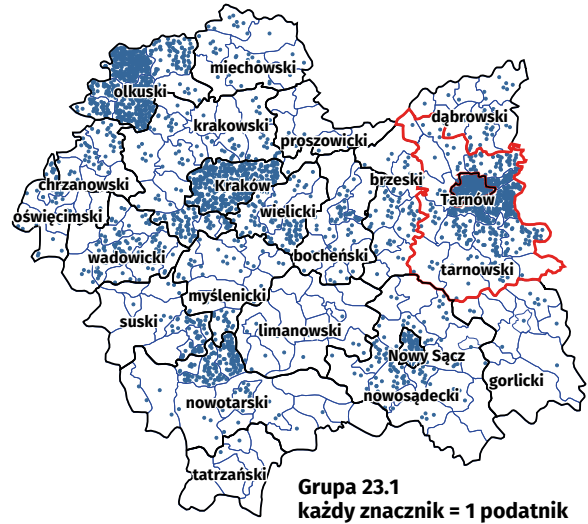 miechowski
olkuski
dąbrowski
krakowski
proszowicki
chrzanowski
Kraków
brzeski
Tarnów
oświęcimski
wielicki
wadowicki
bocheński
tarnowski
myślenicki
suski
limanowski
Nowy Sącz
gorlicki
nowotarski
nowosądecki
tatrzański
Grupa 23.1
każdy znacznik = 1 podatnik